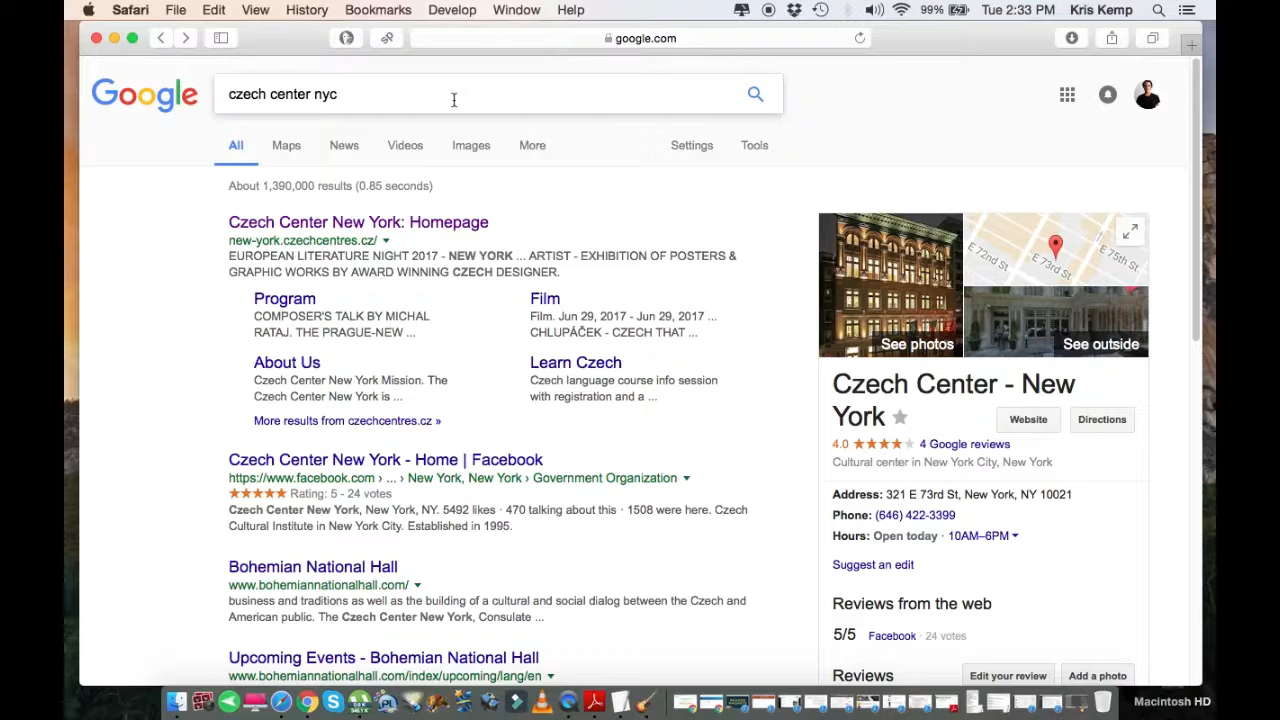 Safari File Edit View History Bookmarks Develop Window Help 99% Tue 2:33 PM Kris Kemp
google.com
Google czech center nyc
All Maps News Videos Images More Settings Tools
About 1,390,000 results (0.85 seconds)
Czech Center New York: Homepage
new-york.czechcentres.cz/
EUROPEAN LITERATURE NIGHT 2017 - NEW YORK ... ARTIST - EXHIBITION OF POSTERS &
GRAPHIC WORKS BY AWARD WINNING CZECH DESIGNER.
Program
COMPOSER'S TALK BY MICHAL
RATAJ. THE PRAGUE-NEW ...
Film
Film. Jun 29, 2017 - Jun 29, 2017 ...
CHLUPÁČEK - CZECH THAT ...
About Us
Czech Center New York Mission. The
Czech Center New York is ...
Learn Czech
Czech language course info session
with registration and a ...
More results from czechcentres.cz »
Czech Center New York - Home | Facebook
https://www.facebook.com › ... › New York, New York › Government Organization
Rating: 5 - 24 votes
Czech Center New York, New York, NY. 5492 likes · 470 talking about this · 1508 were here. Czech
Cultural Institute in New York City. Established in 1995.
Bohemian National Hall
www.bohemiannationalhall.com/
business and traditions as well as the building of a cultural and social dialog between the Czech and
American public. The Czech Center New York, Consulate ...
Upcoming Events - Bohemian National Hall
www.bohemiannationalhall.com/index/upcoming/lang/en
E 72nd St E 73rd St E 75th St
See photos See outside
Czech Center - New
York Website Directions
4.0 4 Google reviews
Cultural center in New York City, New York
Address: 321 E 73rd St, New York, NY 10021
Phone: (646) 422-3399
Hours: Open today · 10AM–6PM
Suggest an edit
Reviews from the web
5/5 Facebook · 24 votes
Reviews Edit your review Add a photo
Macintosh HD